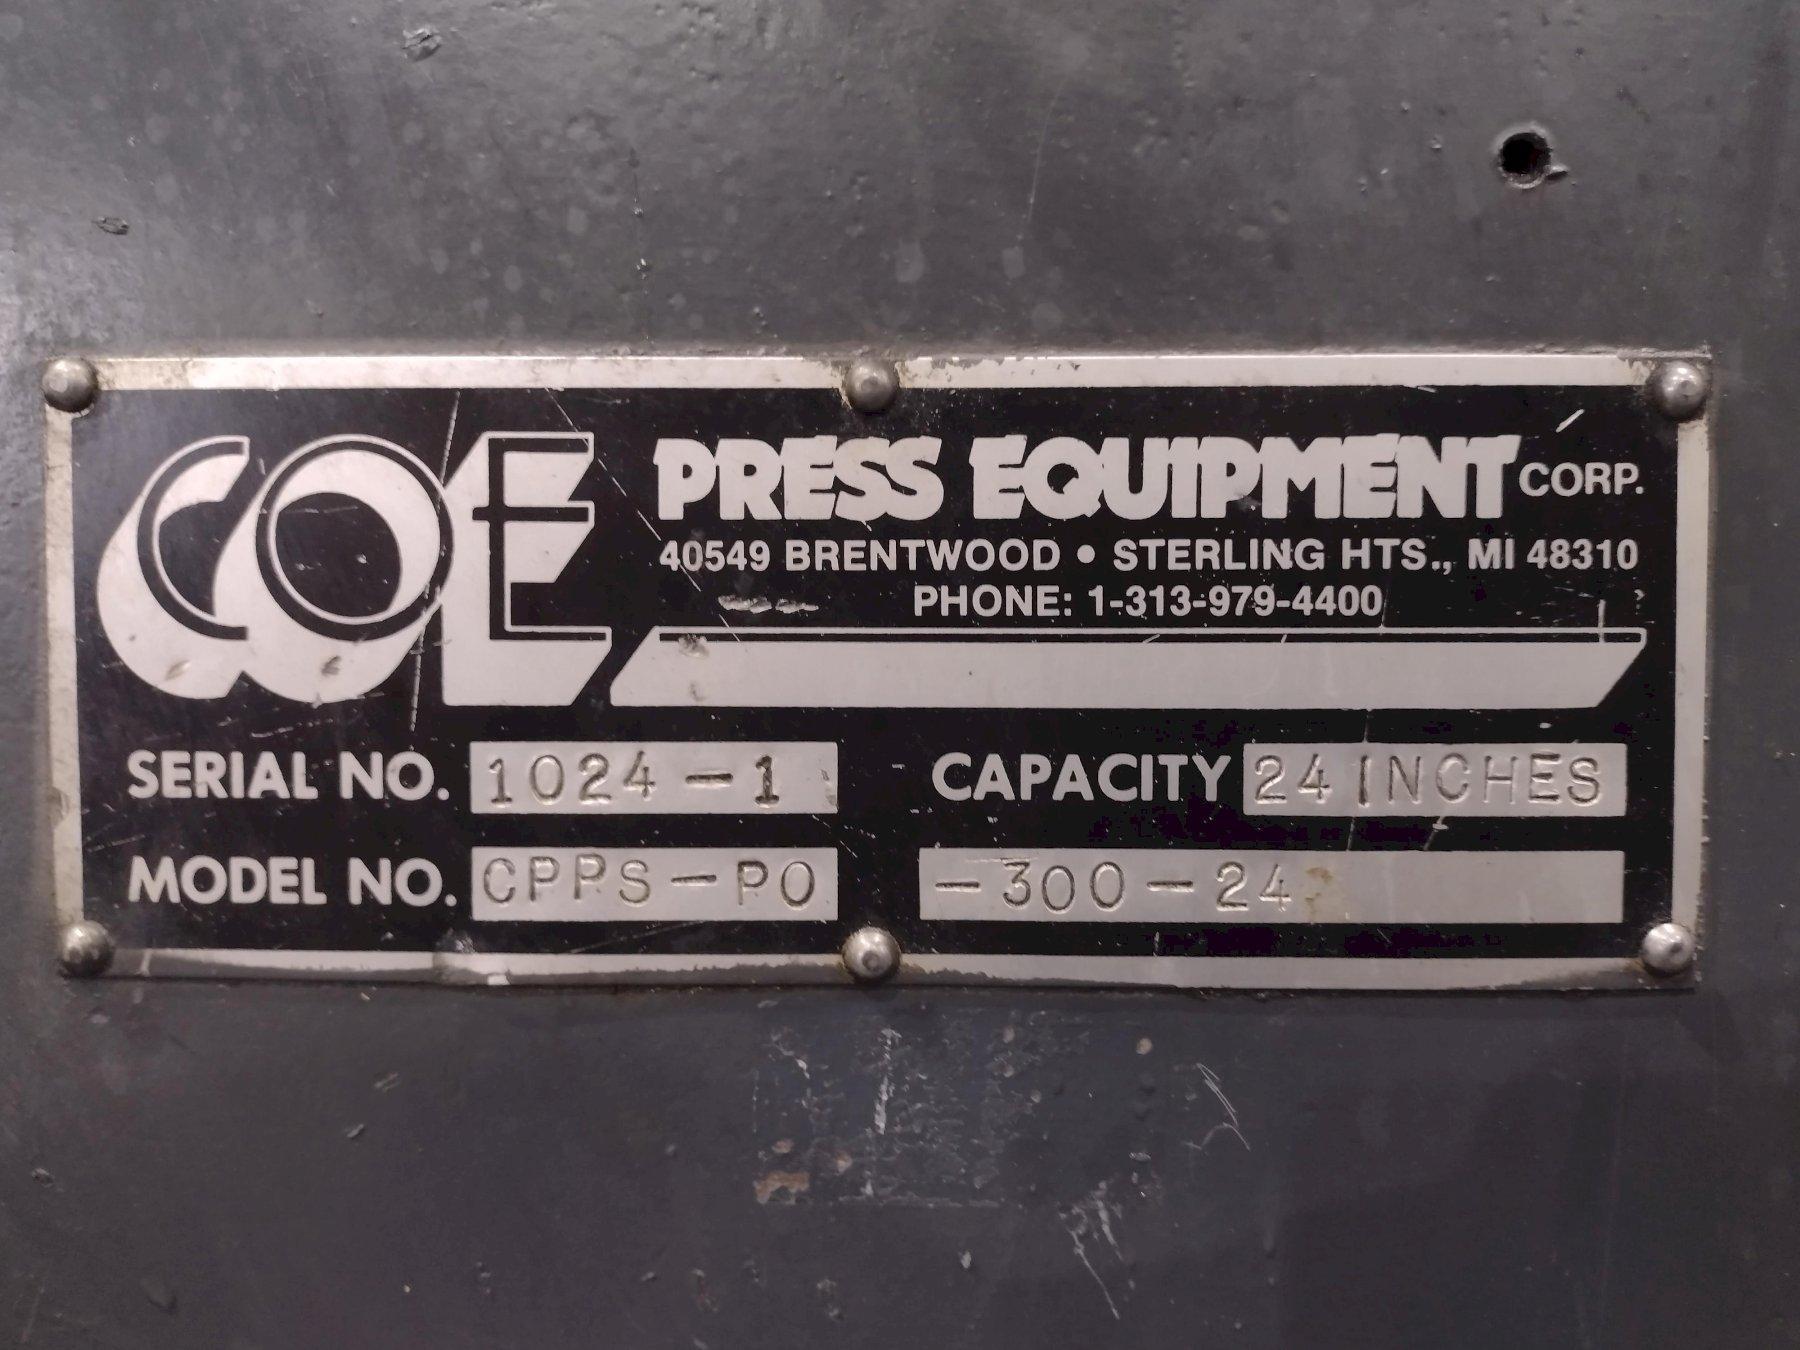 COE PRESS EQUIPMENT CORP.
40549 BRENTWOOD • STERLING HTS., MI 48310
PHONE: 1-313-979-4400
SERIAL NO. 1024-1 CAPACITY 24 INCHES
MODEL NO. CPPS-PO -300-24